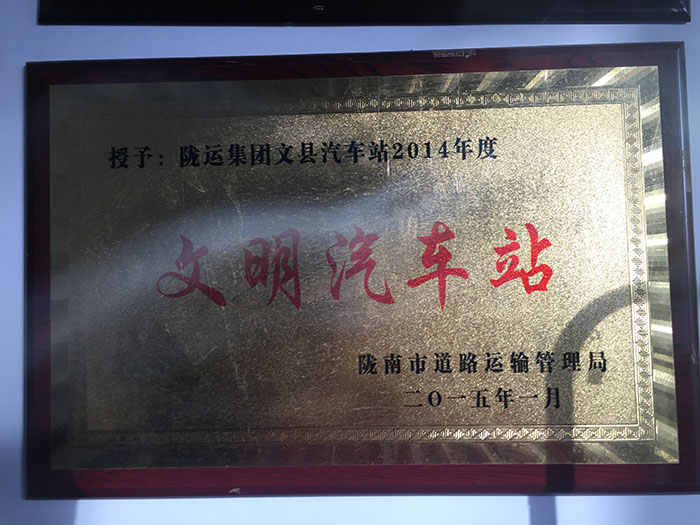 授予：陇运集团文县汽车站2014年度
文明汽车站
陇南市道路运输管理局
二O一五年一月